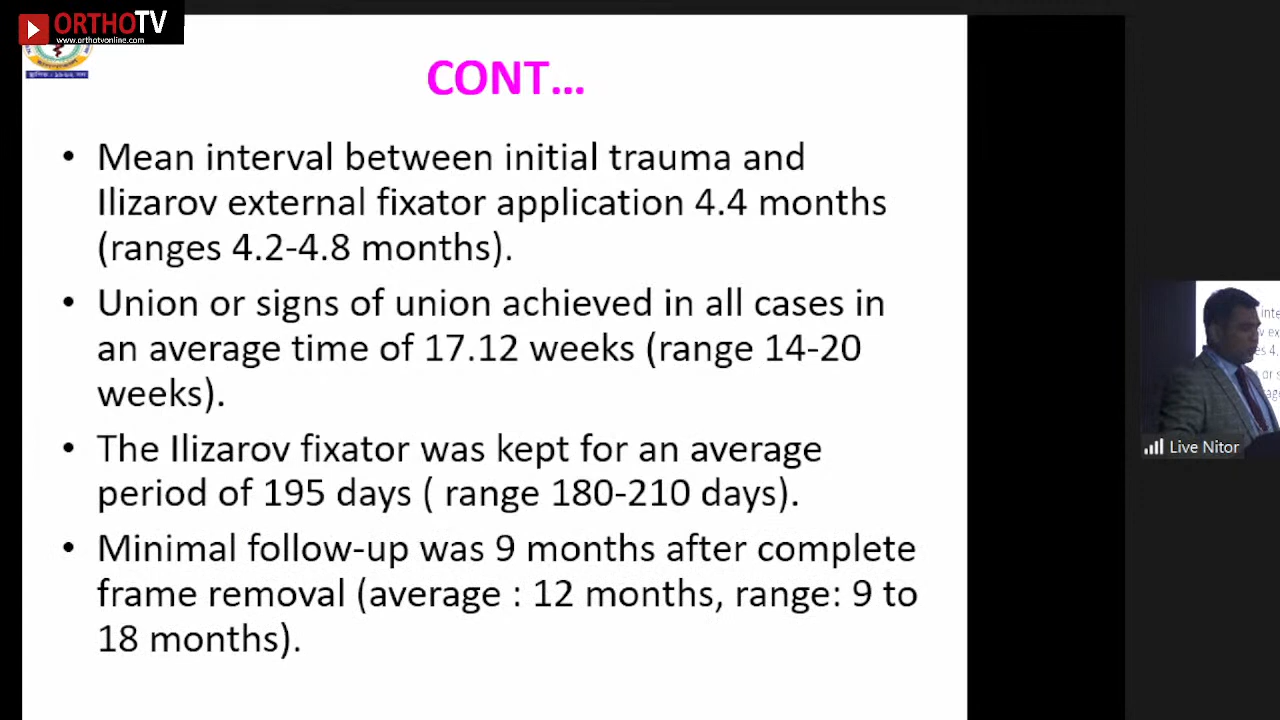 ORTHOTV
www.orthotvonline.com
CONT...
• Mean interval between initial trauma and
Ilizarov external fixator application 4.4 months
(ranges 4.2-4.8 months).
• Union or signs of union achieved in all cases in
an average time of 17.12 weeks (range 14-20
weeks).
• The Ilizarov fixator was kept for an average
period of 195 days ( range 180-210 days).
• Minimal follow-up was 9 months after complete
frame removal (average : 12 months, range: 9 to
18 months).
Live Nitor